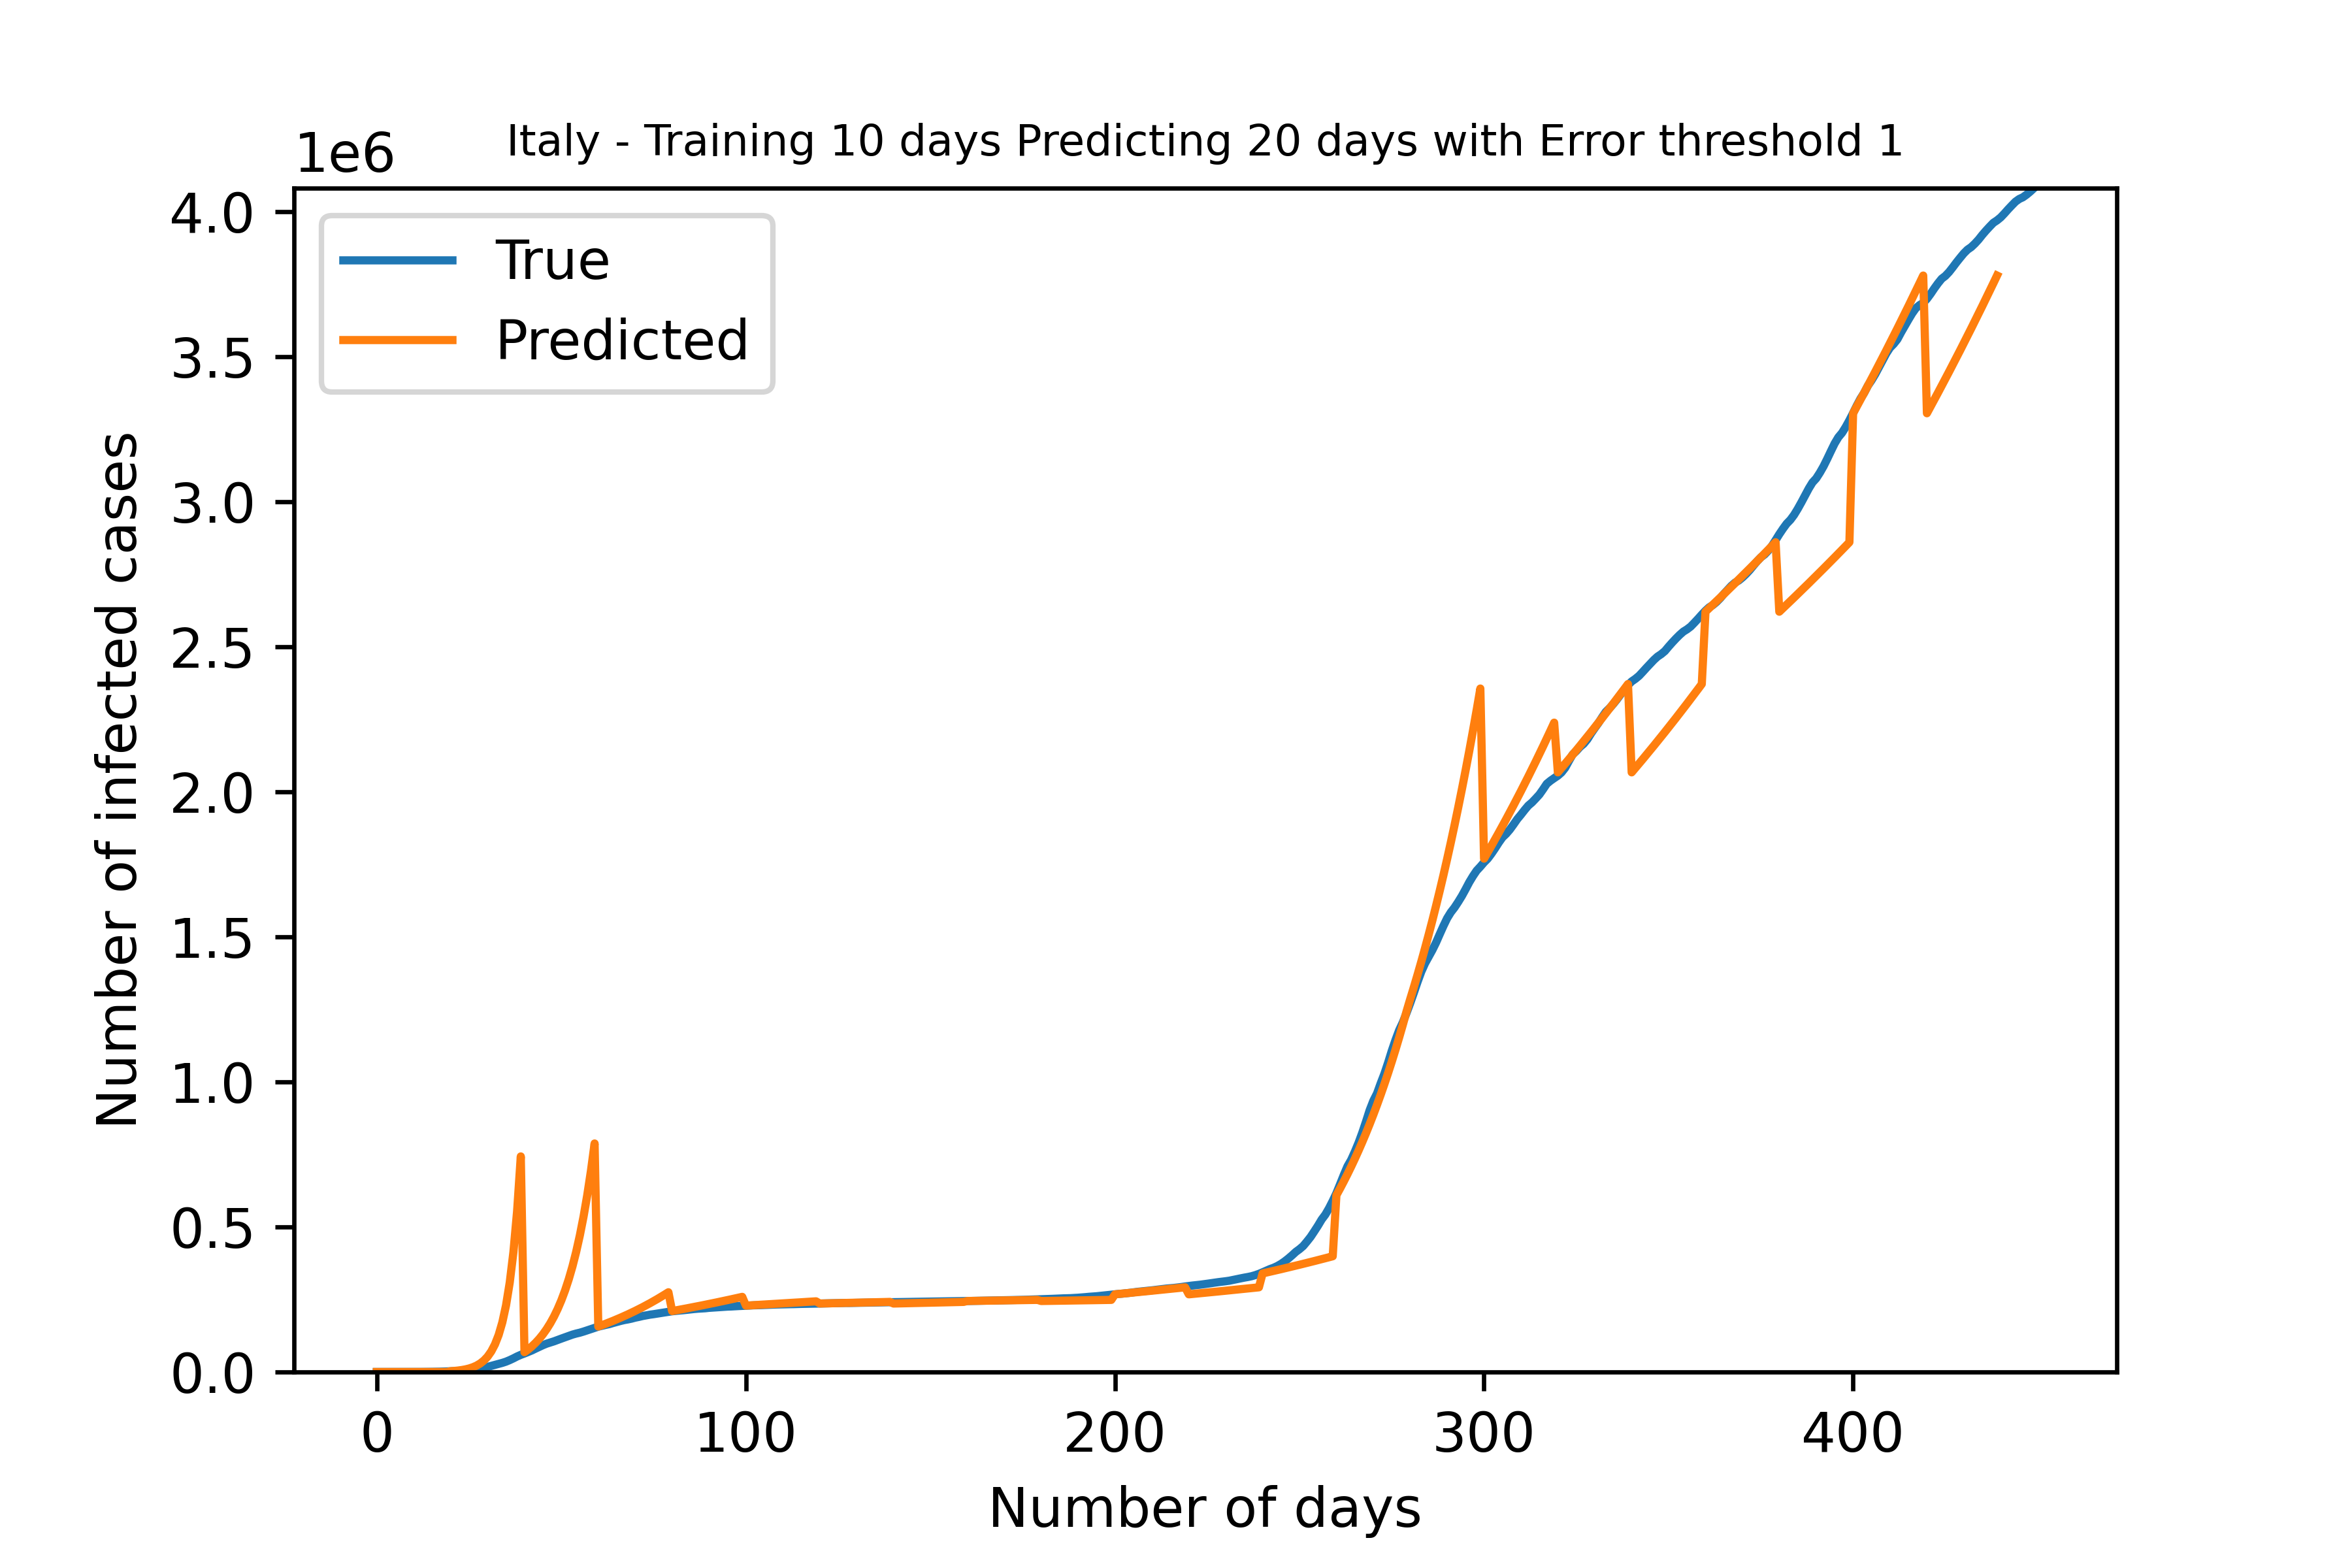 Italy - Training 10 days Predicting 20 days with Error threshold 1
1e6
True
Predicted
4.0
3.5
3.0
2.5
2.0
1.5
1.0
0.5
0.0
Number of infected cases
0 100 200 300 400
Number of days